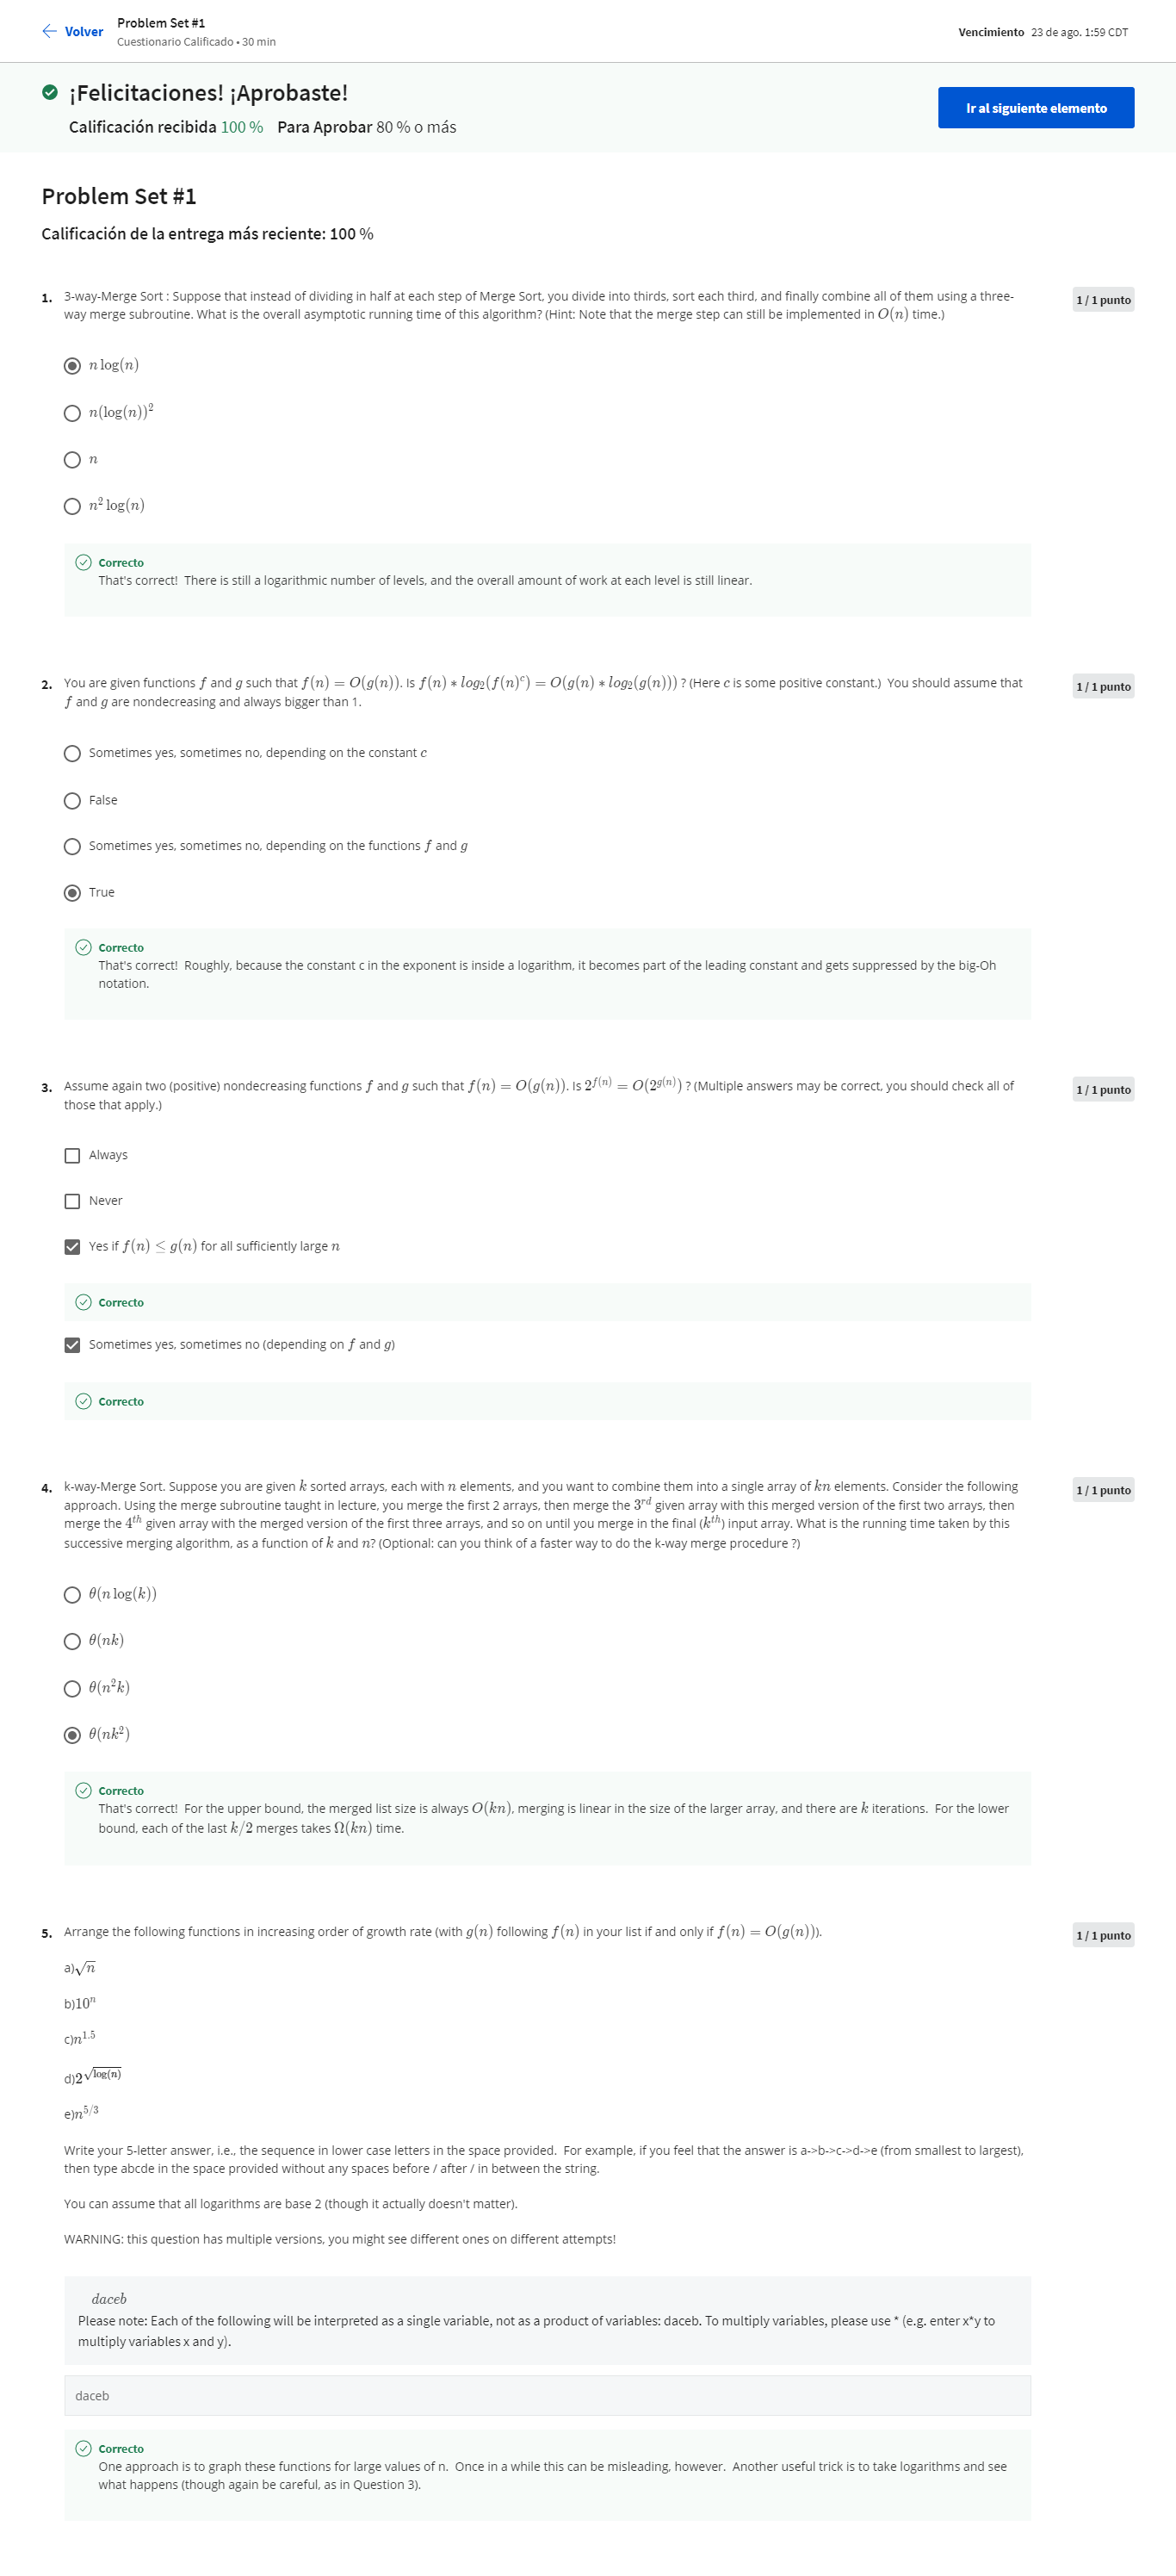 Volver
Problem Set #1
Cuestionario Calificado • 30 min
Vencimiento 23 de ago. 1:59 CDT
¡Felicitaciones! ¡Aprobaste!
Calificación recibida 100 % Para Aprobar 80 % o más
Ir al siguiente elemento
Problem Set #1
Calificación de la entrega más reciente: 100 %
1. 3-way-Merge Sort : Suppose that instead of dividing in half at each step of Merge Sort, you divide into thirds, sort each third, and finally combine all of them using a three-
way merge subroutine. What is the overall asymptotic running time of this algorithm? (Hint: Note that the merge step can still be implemented in O(n) time.)
1 / 1 punto
n log(n)
n(log(n))²
n
n² log(n)
Correcto
That's correct! There is still a logarithmic number of levels, and the overall amount of work at each level is still linear.
2. You are given functions f and g such that f(n) = O(g(n)). Is f(n) * log₂(f(n)ᶜ) = O(g(n) * log₂(g(n))) ? (Here c is some positive constant.) You should assume that
f and g are nondecreasing and always bigger than 1.
1 / 1 punto
Sometimes yes, sometimes no, depending on the constant c
False
Sometimes yes, sometimes no, depending on the functions f and g
True
Correcto
That's correct! Roughly, because the constant c in the exponent is inside a logarithm, it becomes part of the leading constant and gets suppressed by the big-Oh
notation.
3. Assume again two (positive) nondecreasing functions f and g such that f(n) = O(g(n)). Is 2^{f(n)} = O(2^{g(n)}) ? (Multiple answers may be correct, you should check all of
those that apply.)
1 / 1 punto
Always
Never
Yes if f(n) ≤ g(n) for all sufficiently large n
Correcto
Sometimes yes, sometimes no (depending on f and g)
Correcto
4. k-way-Merge Sort. Suppose you are given k sorted arrays, each with n elements, and you want to combine them into a single array of kn elements. Consider the following
approach. Using the merge subroutine taught in lecture, you merge the first 2 arrays, then merge the 3^{rd} given array with this merged version of the first two arrays, then
merge the 4^{th} given array with the merged version of the first three arrays, and so on until you merge in the final (k^{th}) input array. What is the running time taken by this
successive merging algorithm, as a function of k and n? (Optional: can you think of a faster way to do the k-way merge procedure ?)
1 / 1 punto
θ(n log(k))
θ(nk)
θ(n²k)
θ(nk²)
Correcto
That's correct! For the upper bound, the merged list size is always O(kn), merging is linear in the size of the larger array, and there are k iterations. For the lower
bound, each of the last k/2 merges takes Ω(kn) time.
5. Arrange the following functions in increasing order of growth rate (with g(n) following f(n) in your list if and only if f(n) = O(g(n))).
1 / 1 punto
a)√n
b)10ⁿ
c)n^{1.5}
d)2^{√log(n)}
e)n^{5/3}
Write your 5-letter answer, i.e., the sequence in lower case letters in the space provided. For example, if you feel that the answer is a->b->c->d->e (from smallest to largest),
then type abcde in the space provided without any spaces before / after / in between the string.
You can assume that all logarithms are base 2 (though it actually doesn't matter).
WARNING: this question has multiple versions, you might see different ones on different attempts!
daceb
Please note: Each of the following will be interpreted as a single variable, not as a product of variables: daceb. To multiply variables, please use * (e.g. enter x*y to
multiply variables x and y).
daceb
Correcto
One approach is to graph these functions for large values of n. Once in a while this can be misleading, however. Another useful trick is to take logarithms and see
what happens (though again be careful, as in Question 3).